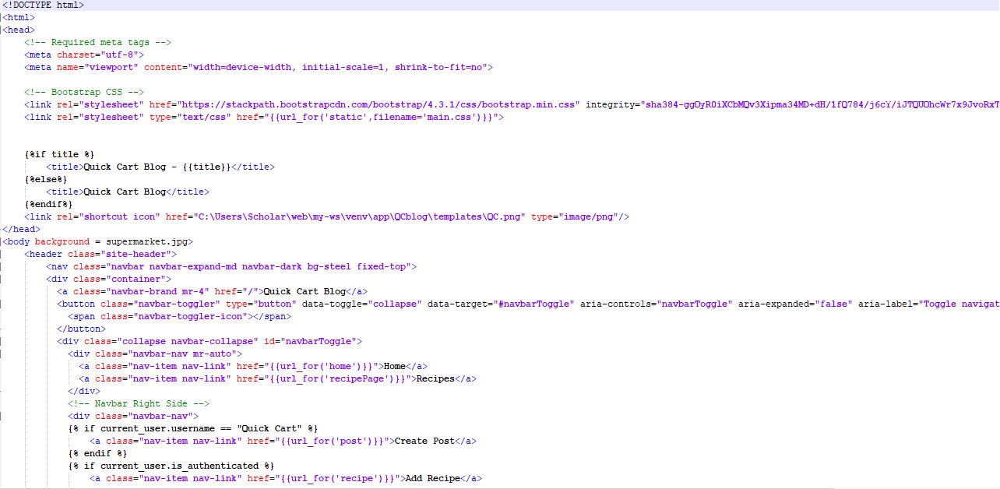 <!DOCTYPE html>
<html>
<head>
    <!-- Required meta tags -->
    <meta charset="utf-8">
    <meta name="viewport" content="width=device-width, initial-scale=1, shrink-to-fit=no">

    <!-- Bootstrap CSS -->
    <link rel="stylesheet" href="https://stackpath.bootstrapcdn.com/bootstrap/4.3.1/css/bootstrap.min.css" integrity="sha384-ggOyR0iXCbMQv3Xipma34MD+dH/1fQ784/j6cY/iJTQUOhcWr7x9JvoRxT
    <link rel="stylesheet" type="text/css" href="{{url_for('static',filename='main.css')}}">

    {%if title %}
        <title>Quick Cart Blog - {{title}}</title>
    {%else%}
        <title>Quick Cart Blog</title>
    {%endif%}
    <link rel="shortcut icon" href="C:\Users\Scholar\web\my-ws\venv\app\QCblog\templates\QC.png" type="image/png"/>
</head>
<body background = supermarket.jpg>
    <header class="site-header">
        <nav class="navbar navbar-expand-md navbar-dark bg-steel fixed-top">
        <div class="container">
          <a class="navbar-brand mr-4" href="/">Quick Cart Blog</a>
          <button class="navbar-toggler" type="button" data-toggle="collapse" data-target="#navbarToggle" aria-controls="navbarToggle" aria-expanded="false" aria-label="Toggle navigat
            <span class="navbar-toggler-icon"></span>
          </button>
          <div class="collapse navbar-collapse" id="navbarToggle">
            <div class="navbar-nav mr-auto">
              <a class="nav-item nav-link" href="{{url_for('home')}}">Home</a>
              <a class="nav-item nav-link" href="{{url_for('recipePage')}}">Recipes</a>
            </div>
            <!-- Navbar Right Side -->
            <div class="navbar-nav">
            {% if current_user.username == "Quick Cart" %}
                <a class="nav-item nav-link" href="{{url_for('post')}}">Create Post</a>
            {% endif %}
            {% if current_user.is_authenticated %}
                <a class="nav-item nav-link" href="{{url_for('recipe')}}">Add Recipe</a>